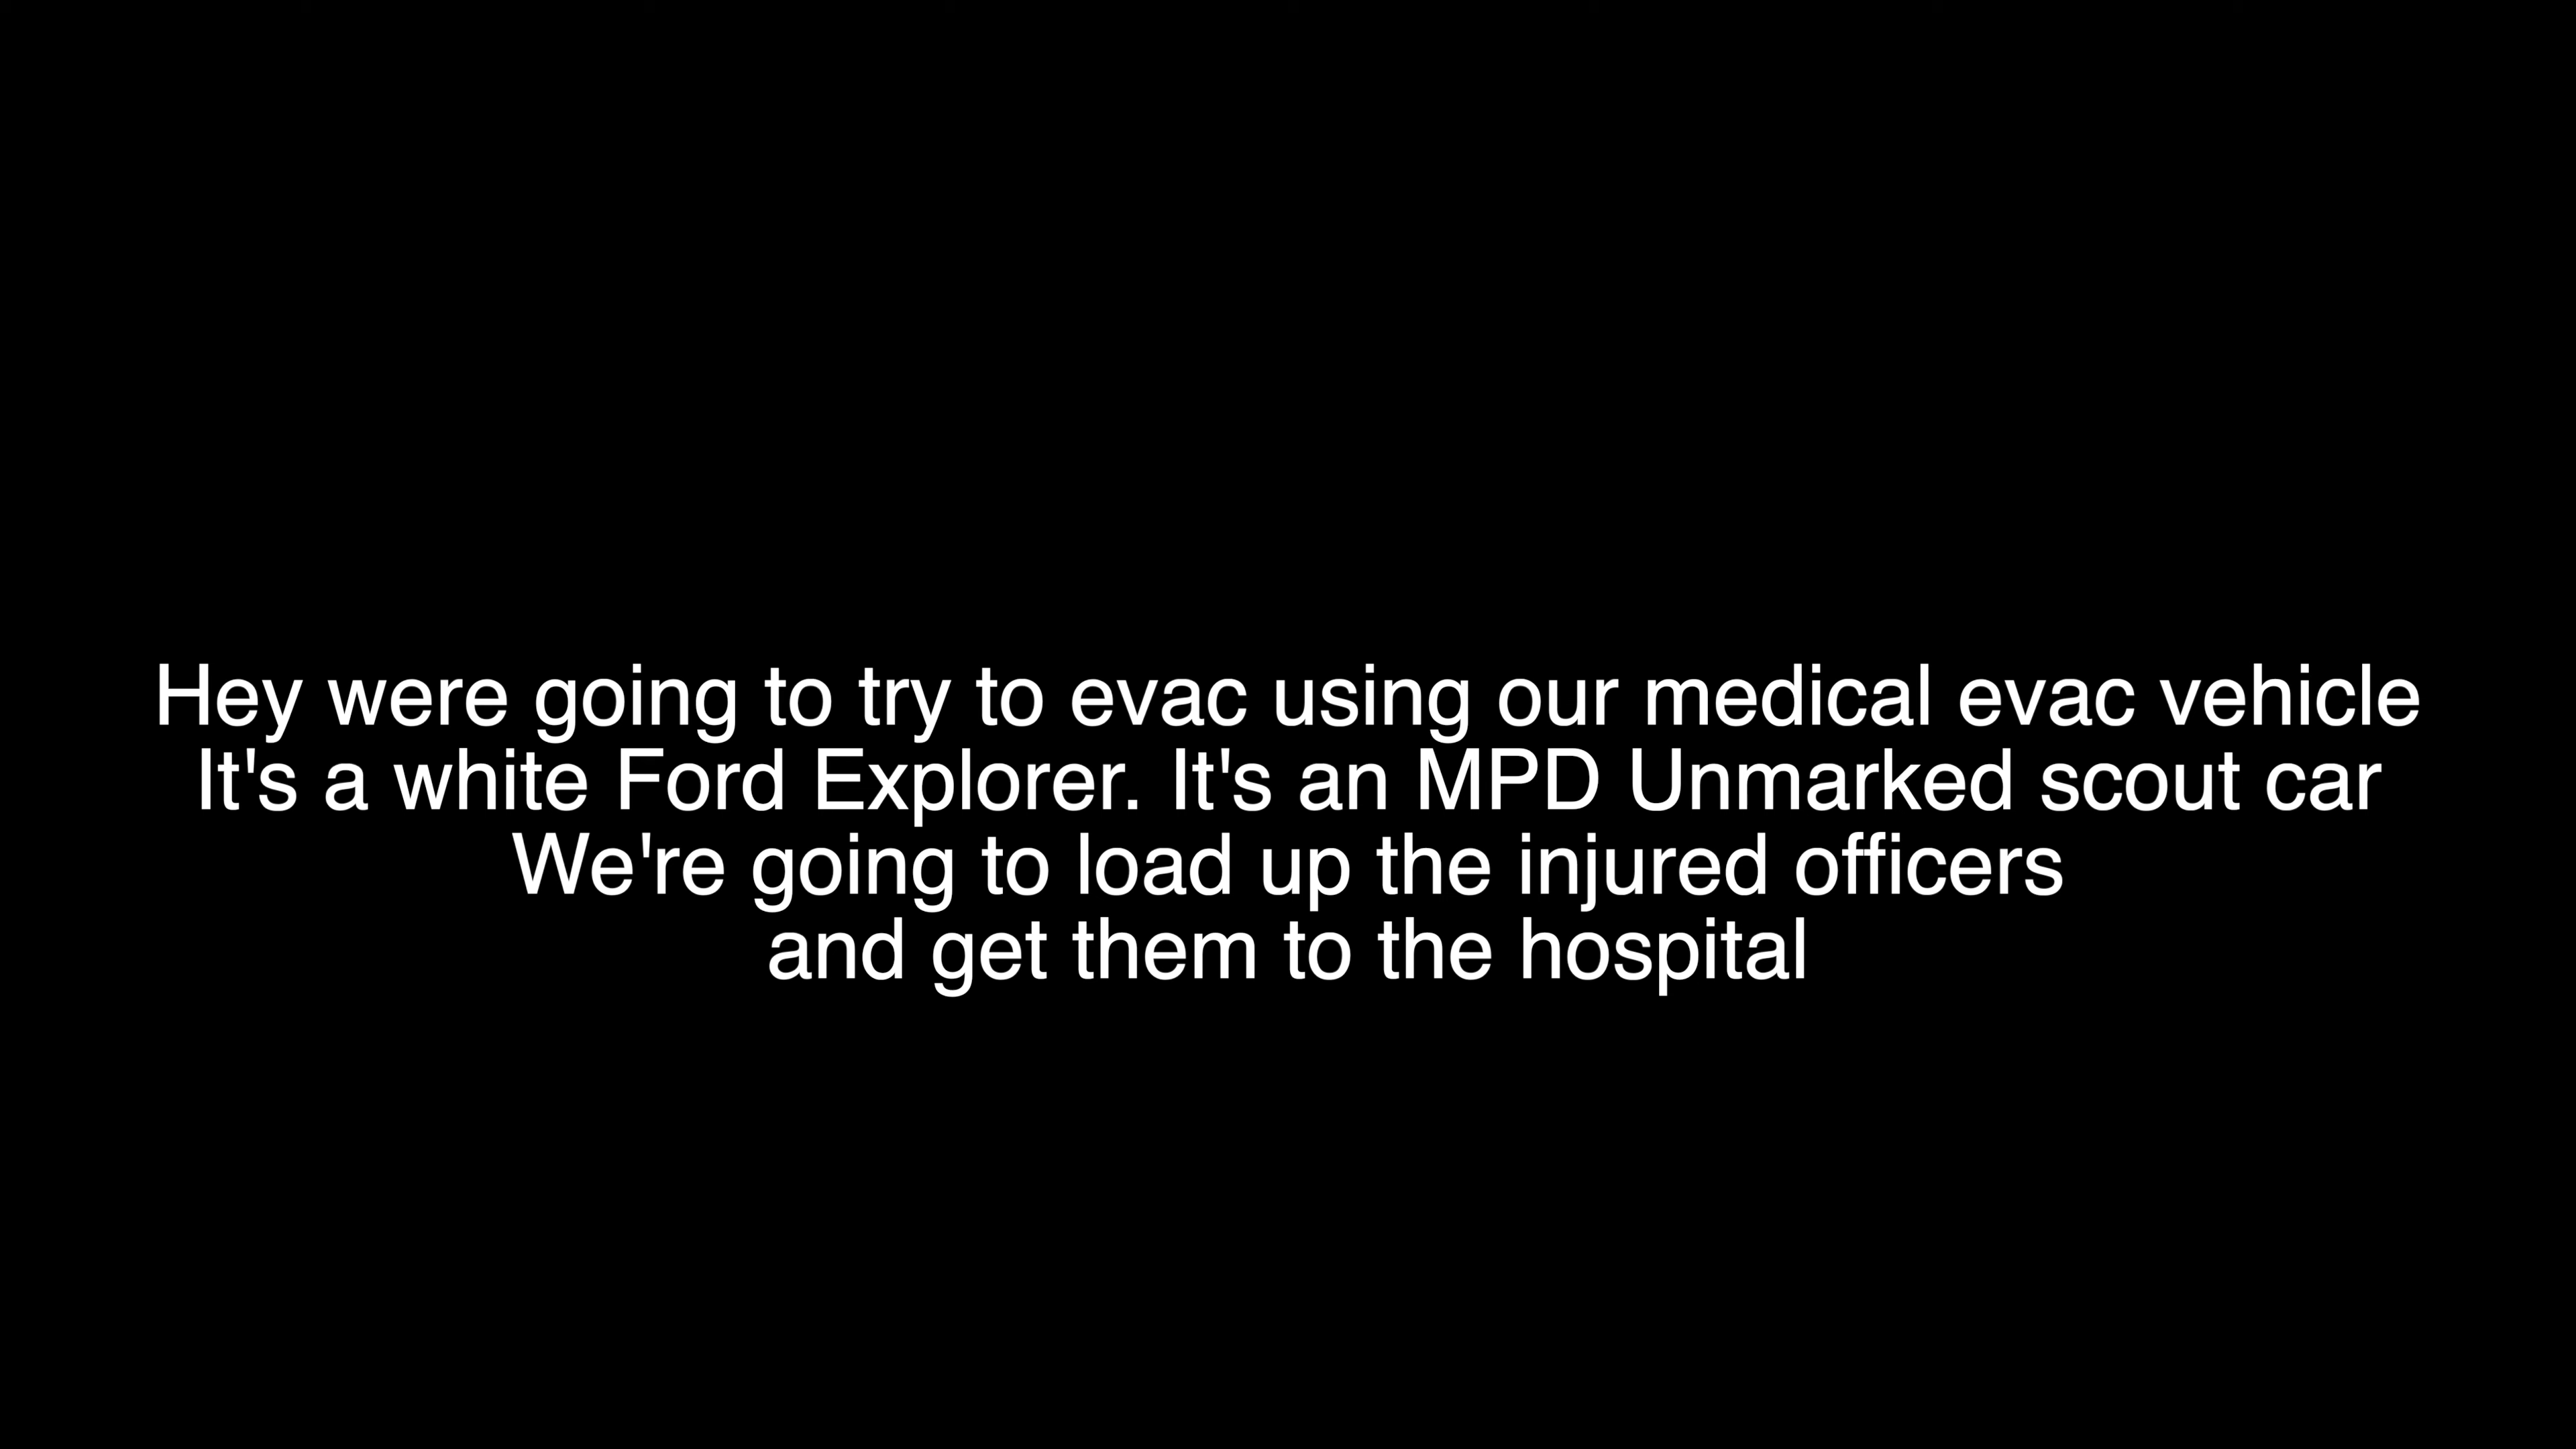 Hey were going to try to evac using our medical evac vehicle
It's a white Ford Explorer. It's an MPD Unmarked scout car
We're going to load up the injured officers
and get them to the hospital